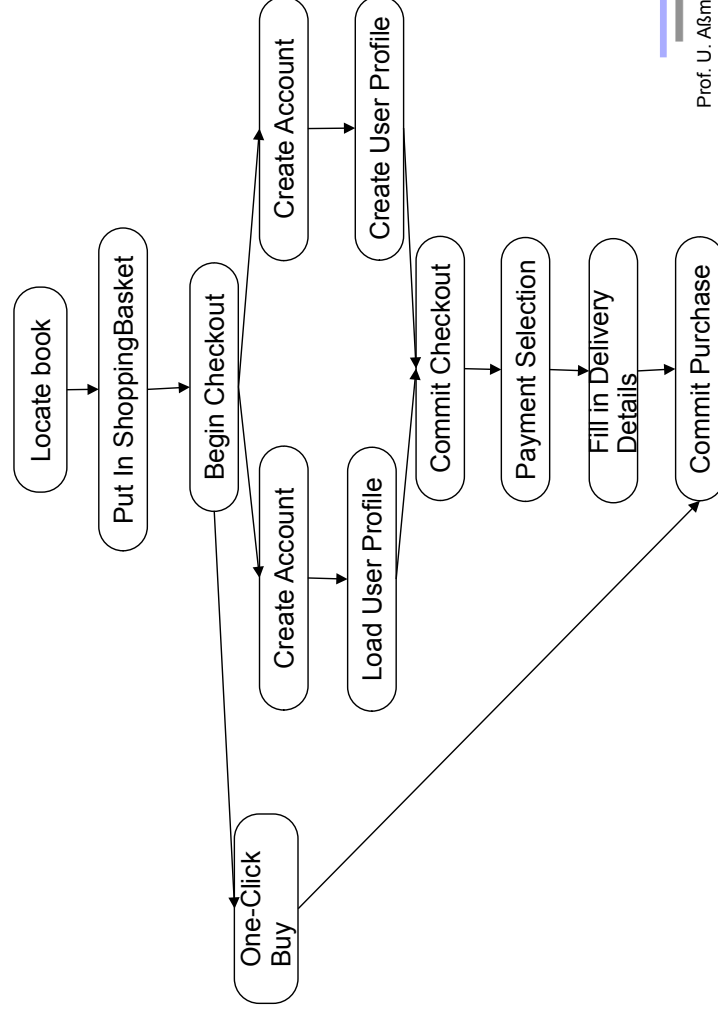 Locate book
Put In ShoppingBasket
Begin Checkout
One-Click
Buy
Create Account
Load User Profile
Create Account
Create User Profile
Commit Checkout
Payment Selection
Fill in Delivery
Details
Commit Purchase
Prof. U. Aßm